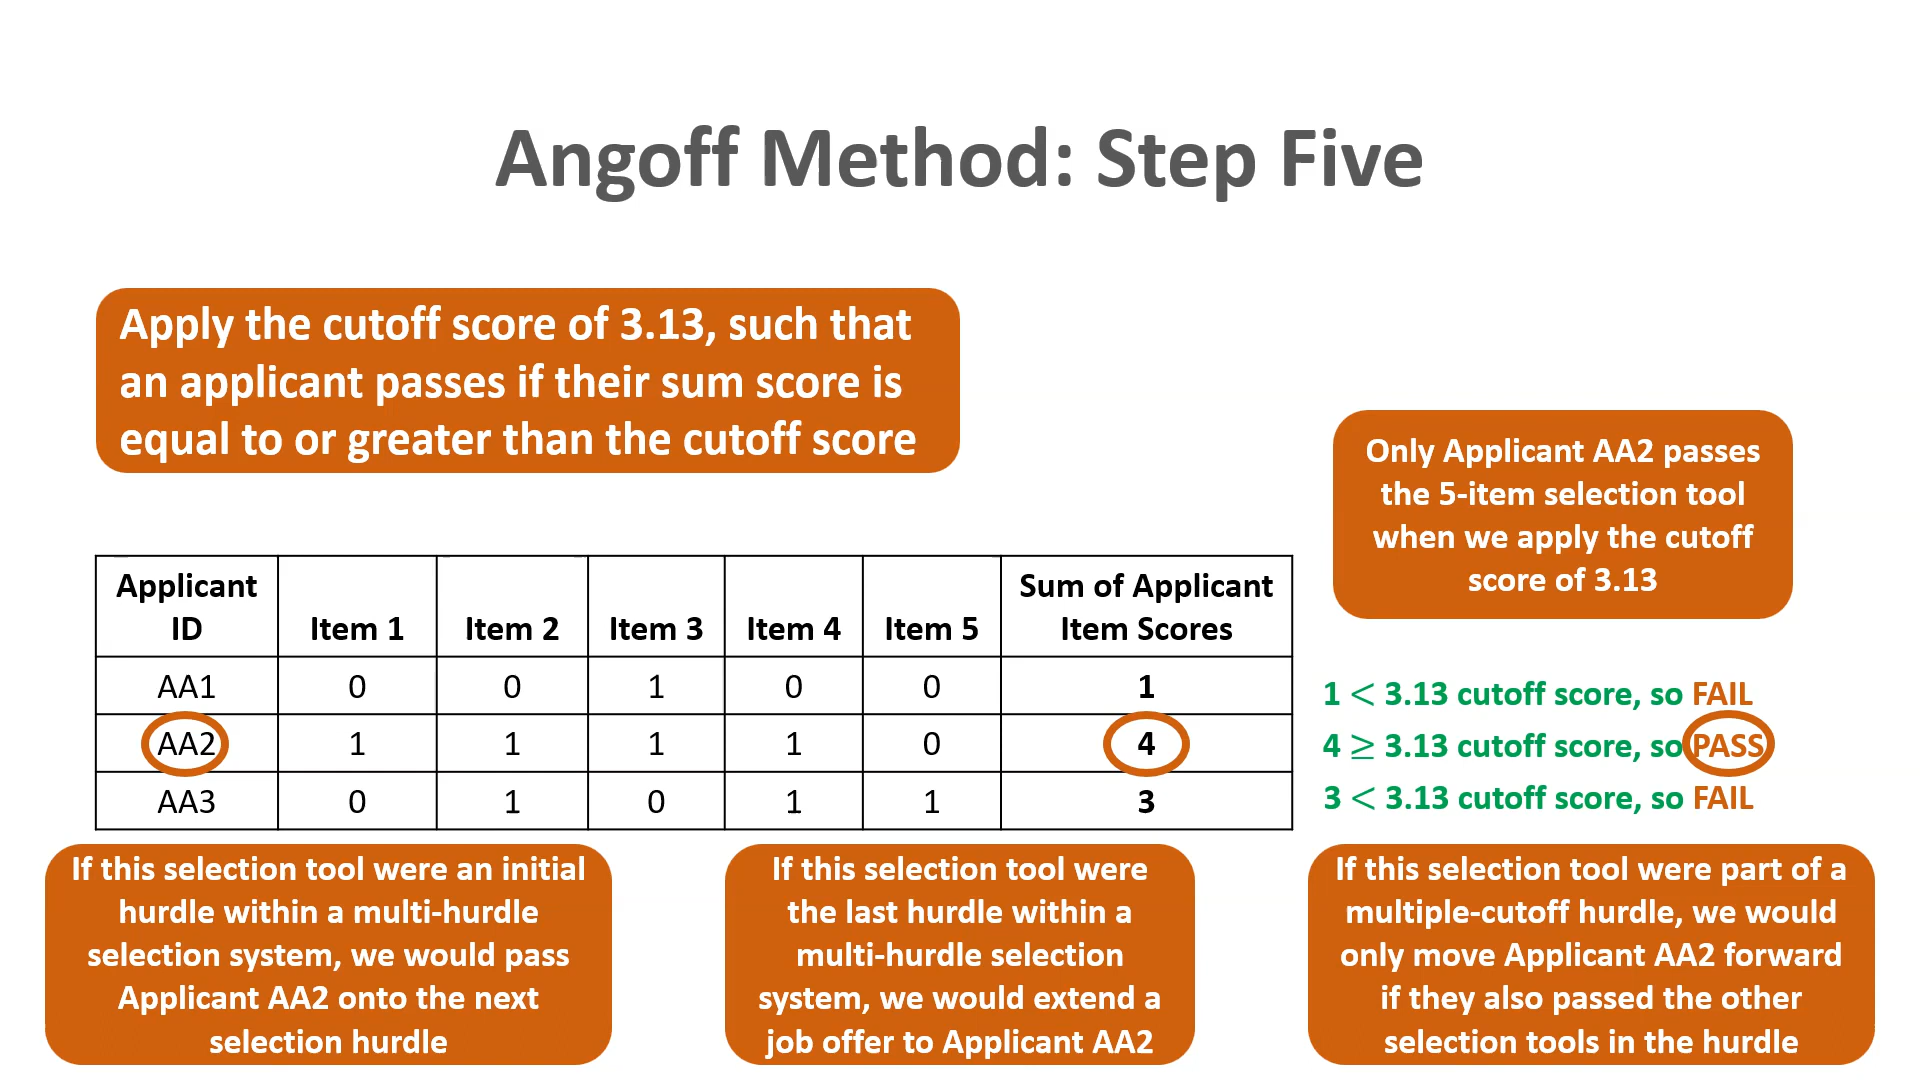 Angoff Method: Step Five
Apply the cutoff score of 3.13, such that
an applicant passes if their sum score is
equal to or greater than the cutoff score
Only Applicant AA2 passes
the 5-item selection tool
when we apply the cutoff
score of 3.13
Applicant ID Item 1 Item 2 Item 3 Item 4 Item 5 Sum of Applicant Item Scores
AA1 0 0 1 0 0 1
1 < 3.13 cutoff score, so FAIL
AA2 1 1 1 1 0 4
4 ≥ 3.13 cutoff score, so PASS
AA3 0 1 0 1 1 3
3 < 3.13 cutoff score, so FAIL
If this selection tool were an initial
hurdle within a multi-hurdle
selection system, we would pass
Applicant AA2 onto the next
selection hurdle
If this selection tool were
the last hurdle within a
multi-hurdle selection
system, we would extend a
job offer to Applicant AA2
If this selection tool were part of a
multiple-cutoff hurdle, we would
only move Applicant AA2 forward
if they also passed the other
selection tools in the hurdle